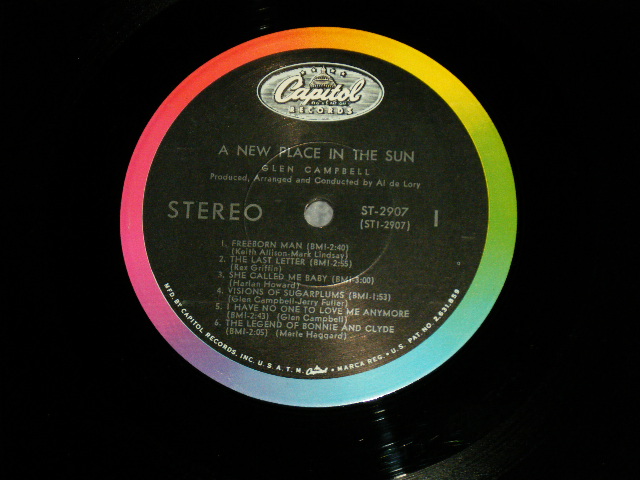 Capitol
RECORDS
A NEW PLACE IN THE SUN
GLEN CAMPBELL
Produced, Arranged and Conducted by Al de Lory
STEREO
ST-2907
(ST1-2907)
1
1. FREEBORN MAN (BMI-2:40)
(Keith Allison-Mark Lindsay)
2. THE LAST LETTER (BMI-2:55)
(Rex Griffin)
3. SHE CALLED ME BABY (BMI-3:00)
(Harlan Howard)
4. VISIONS OF SUGARPLUMS (BMI-1:53)
(Glen Campbell-Jerry Fuller)
5. I HAVE NO ONE TO LOVE ME ANYMORE
(BMI-2:43) (Glen Campbell)
6. THE LEGEND OF BONNIE AND CLYDE
(BMI-2:05) (Merle Haggard)
MFD. BY CAPITOL RECORDS, INC. U.S.A. T.M. Capitol MARCA REG. • U.S. PAT. NO. 2,631,859